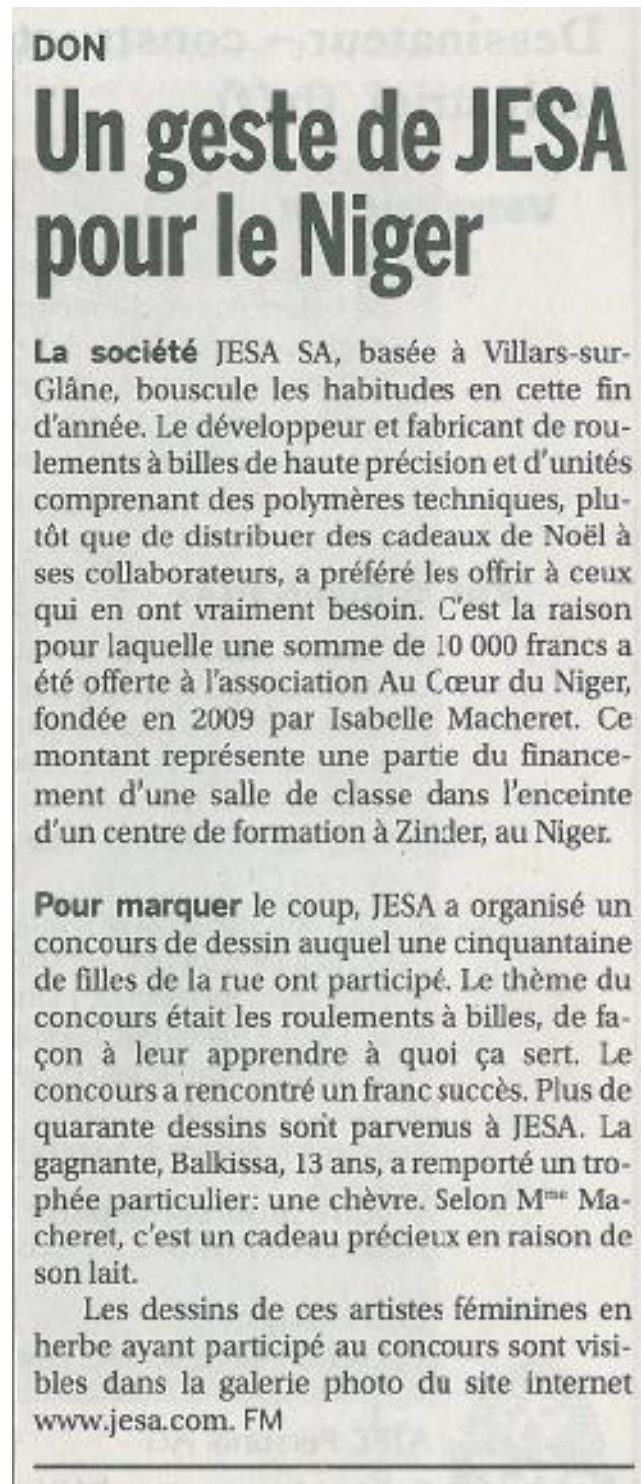 DON
Un geste de JESA
pour le Niger
La société JESA SA, basée à Villars-sur-
Glâne, bouscule les habitudes en cette fin
d'année. Le développeur et fabricant de rou-
lements à billes de haute précision et d'unités
comprenant des polymères techniques, plu-
tôt que de distribuer des cadeaux de Noël à
ses collaborateurs, a préféré les offrir à ceux
qui en ont vraiment besoin. C'est la raison
pour laquelle une somme de 10 000 francs a
été offerte à l'association Au Cœur du Niger,
fondée en 2009 par Isabelle Macheret. Ce
montant représente une partie du finance-
ment d'une salle de classe dans l'enceinte
d'un centre de formation à Zinder, au Niger.
Pour marquer le coup, JESA a organisé un
concours de dessin auquel une cinquantaine
de filles de la rue ont participé. Le thème du
concours était les roulements à billes, de fa-
çon à leur apprendre à quoi ça sert. Le
concours a rencontré un franc succès. Plus de
quarante dessins sont parvenus à JESA. La
gagnante, Balkissa, 13 ans, a remporté un tro-
phée particulier: une chèvre. Selon Mme Ma-
cheret, c'est un cadeau précieux en raison de
son lait.
Les dessins de ces artistes féminines en
herbe ayant participé au concours sont visi-
bles dans la galerie photo du site internet
www.jesa.com. FM